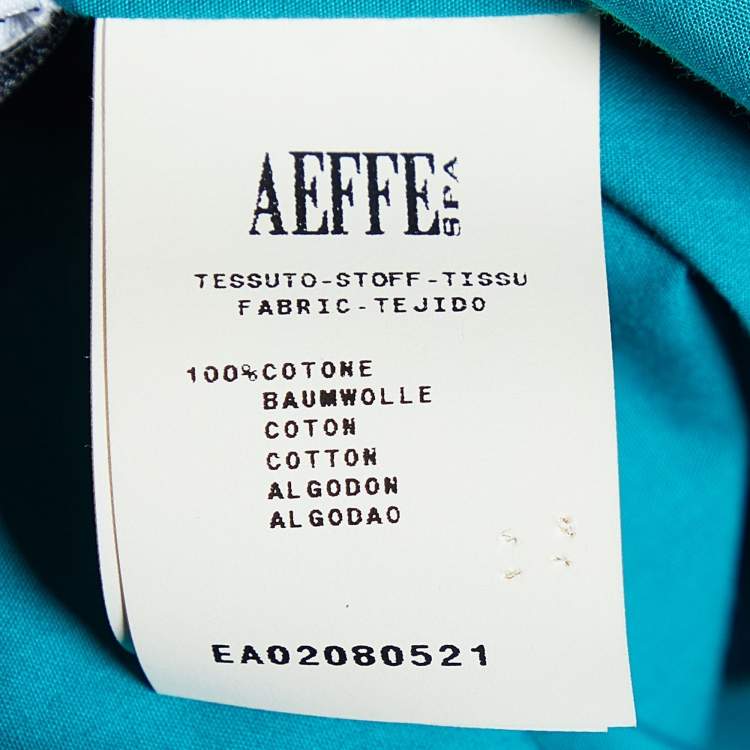 AEFFE SPA
TESSUTO-STOFF-TISSU
FABRIC-TEJIDO
100%COTONE
BAUMWOLLE
COTON
COTTON
ALGODON
ALGODAO
EA02080521